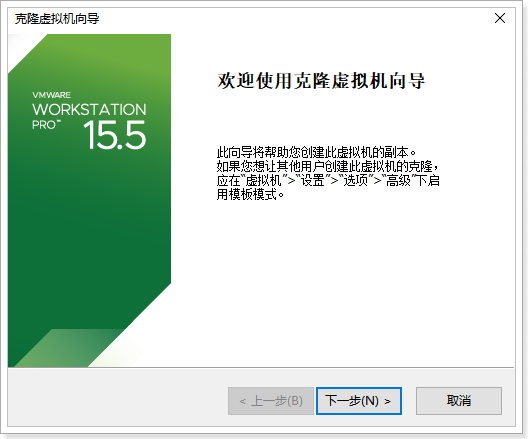 克隆虚拟机向导
VMWARE
WORKSTATION
PRO™
15.5
欢迎使用克隆虚拟机向导
此向导将帮助您创建此虚拟机的副本。
如果您想让其他用户创建此虚拟机的克隆，
应在“虚拟机”>“设置”>“选项”>“高级”下启
用模板模式。
< 上一步(B)
下一步(N) >
取消